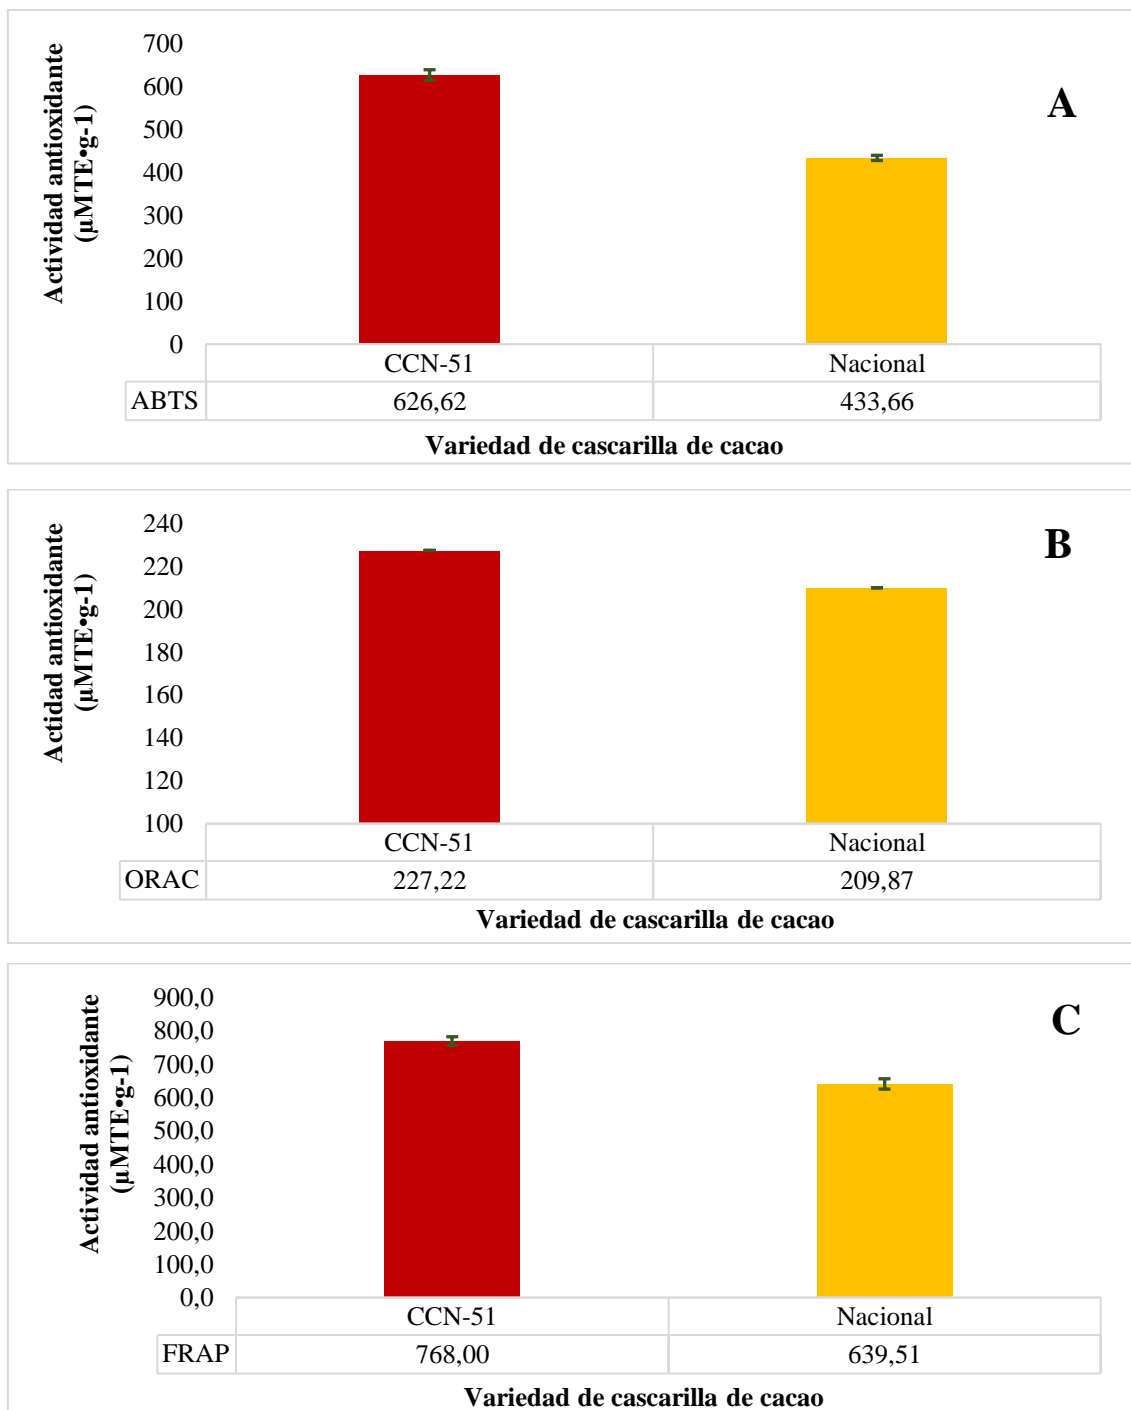 Actividad antioxidante
(µMTE•g-1)
700
600
500
400
300
200
100
0
A
CCN-51 Nacional
ABTS 626,62 433,66
Variedad de cascarilla de cacao
Actidad antioxidante
(µMTE•g-1)
240
220
200
180
160
140
120
100
B
CCN-51 Nacional
ORAC 227,22 209,87
Variedad de cascarilla de cacao
Actividad antioxidante
(µMTE•g-1)
900,0
800,0
700,0
600,0
500,0
400,0
300,0
200,0
100,0
0,0
C
CCN-51 Nacional
FRAP 768,00 639,51
Variedad de cascarilla de cacao